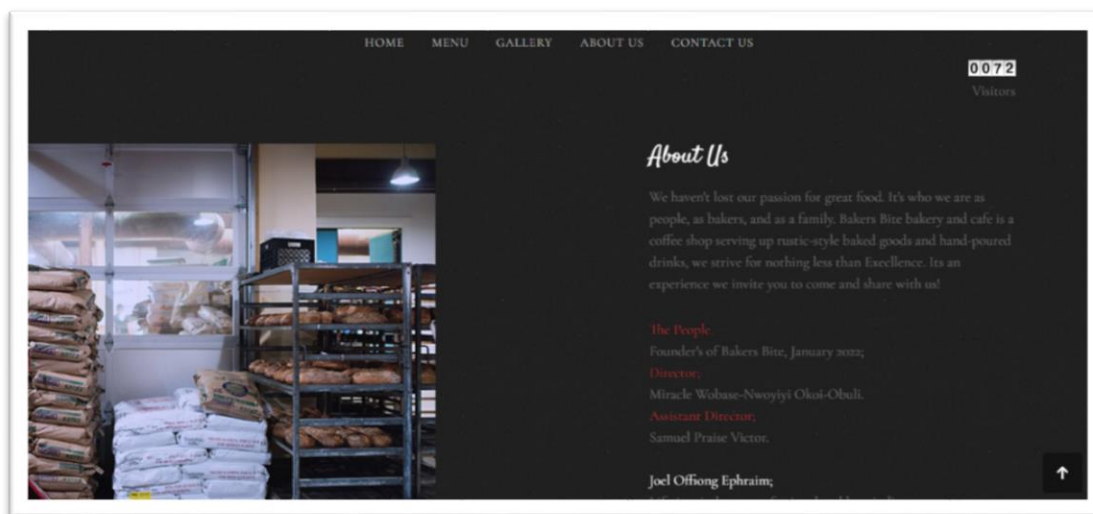 HOME MENU GALLERY ABOUT US CONTACT US
0072
Visitors
About Us
We haven't lost our passion for great food. It's who we are as
people, as bakers, and as a family. Bakers Bite bakery and cafe is a
coffee shop serving up rustic-style baked goods and hand-poured
drinks, we strive for nothing less than Execllence. Its an
experience we invite you to come and share with us!
The People.
Founder's of Bakers Bite, January 2022;
Director;
Miracle Wobase-Nwoyiyi Okoi-Obuli.
Assistant Director;
Samuel Praise Victor.
Joel Offiong Ephraim;